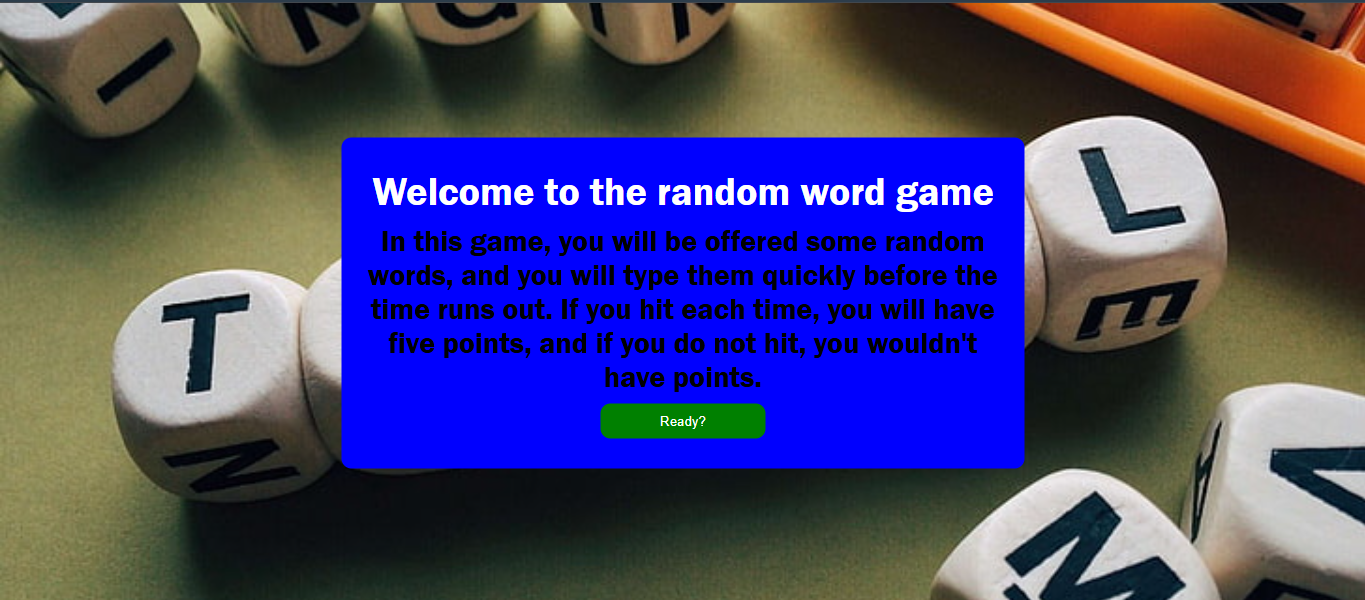 Welcome to the random word game
In this game, you will be offered some random
words, and you will type them quickly before the
time runs out. If you hit each time, you will have
five points, and if you do not hit, you wouldn't
have points.
Ready?
T
N
L
E
M